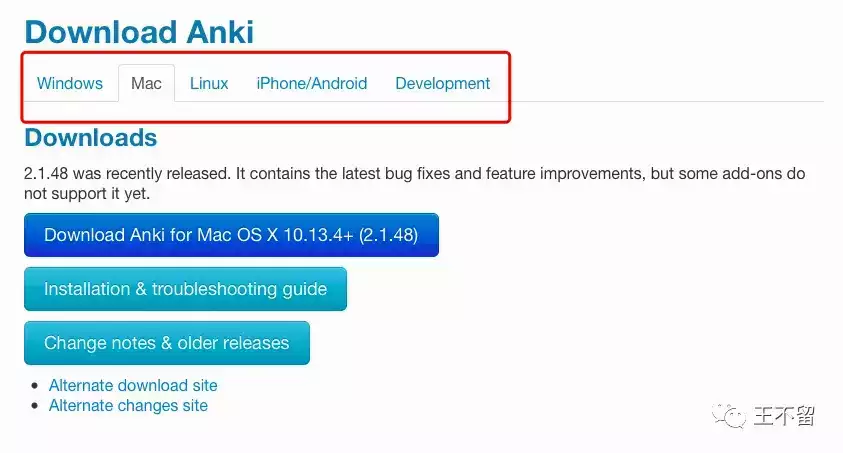 Download Anki
Windows Mac Linux iPhone/Android Development
Downloads
2.1.48 was recently released. It contains the latest bug fixes and feature improvements, but some add-ons do
not support it yet.
Download Anki for Mac OS X 10.13.4+ (2.1.48)
Installation & troubleshooting guide
Change notes & older releases
Alternate download site
Alternate changes site
王不留